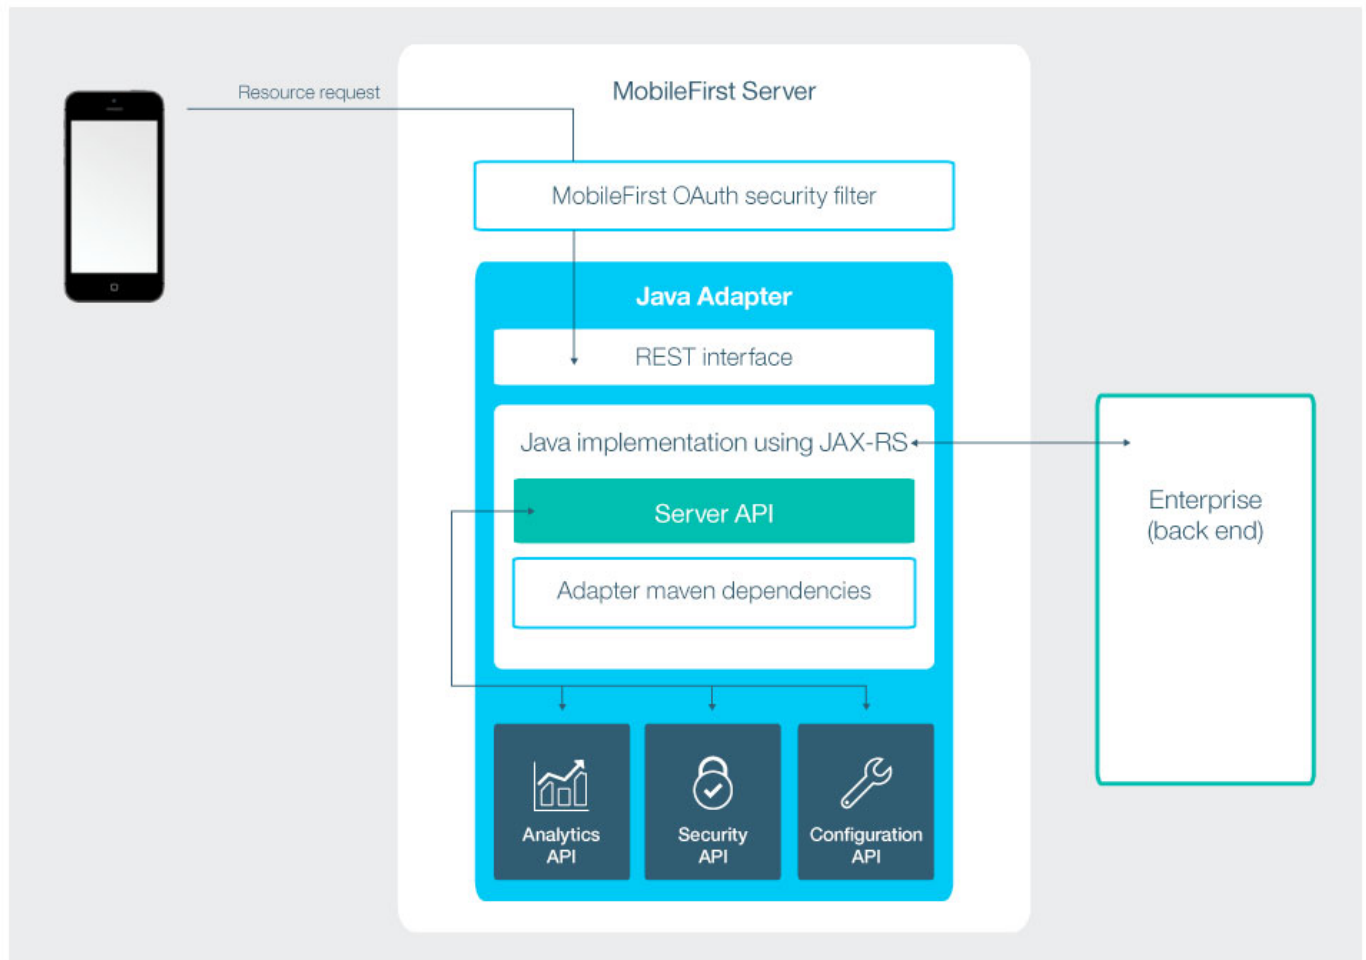 Resource request
MobileFirst Server
MobileFirst OAuth security filter
Java Adapter
REST interface
Java implementation using JAX-RS
Server API
Adapter maven dependencies
Enterprise
(back end)
Analytics
API
Security
API
Configuration
API